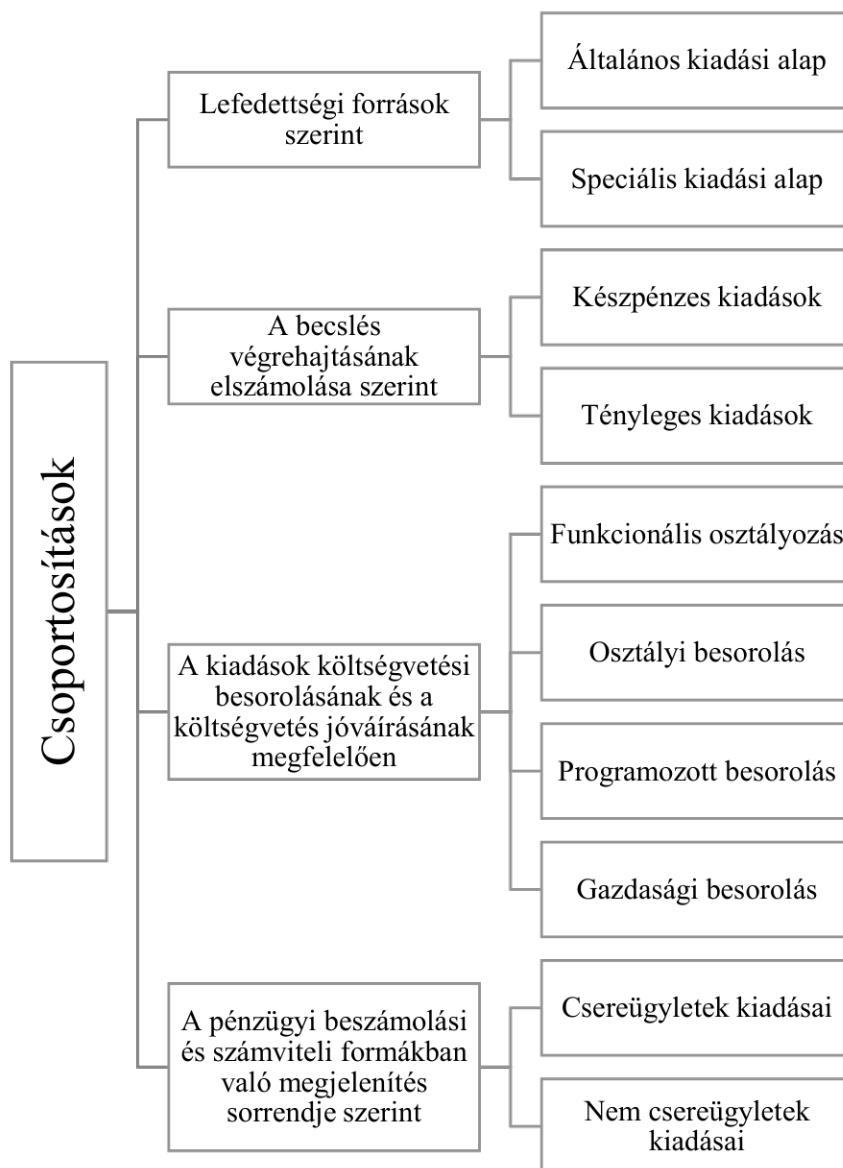 Csoportosítások
Lefedettségi források
szerint
Általános kiadási alap
Speciális kiadási alap
A becslés
végrehajtásának
elszámolása szerint
Készpénzes kiadások
Tényleges kiadások
A kiadások költségvetési
besorolásának és a
költségvetés jóváírásának
megfelelően
Funkcionális osztályozás
Osztályi besorolás
Programozott besorolás
Gazdasági besorolás
A pénzügyi beszámolási
és számviteli formákban
való megjelenítés
sorrendje szerint
Csereügyletek kiadásai
Nem csereügyletek
kiadásai